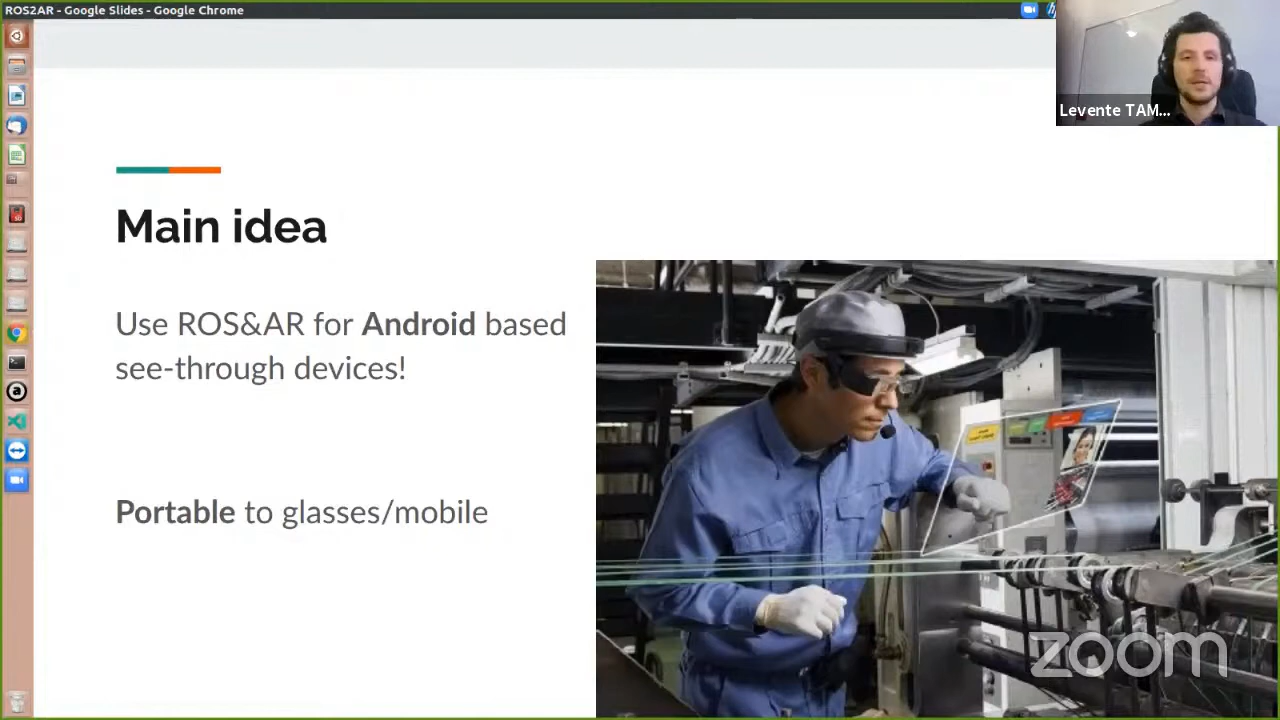 ROS2AR - Google Slides - Google Chrome
Levente TAM...
Main idea
Use ROS&AR for Android based
see-through devices!
Portable to glasses/mobile
zoom